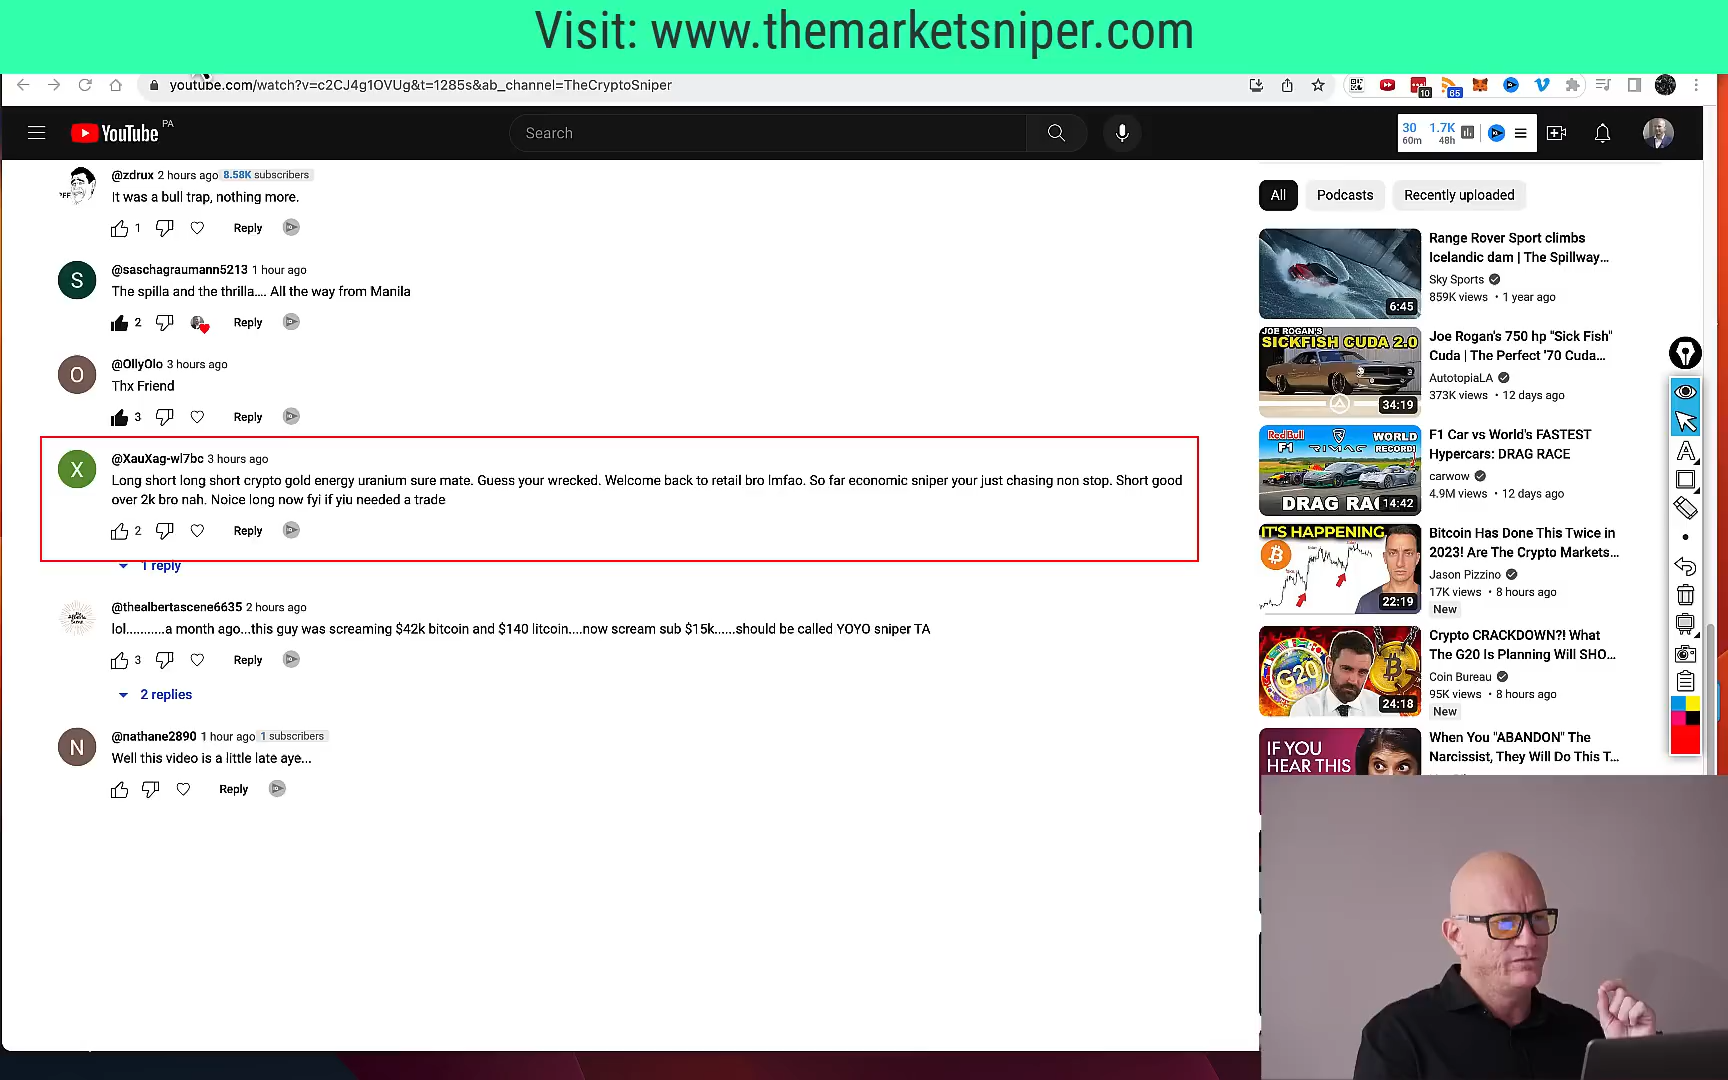 Visit: www.themarketsniper.com
youtube.com/watch?v=c2CJ4g1OVUg&t=1285s&ab_channel=TheCryptoSniper
10
65
YouTube PA
Search
30 1.7K
60m 48h
@zdrux 2 hours ago 8.58K subscribers
It was a bull trap, nothing more.
1 Reply
S
@saschagraumann5213 1 hour ago
The spilla and the thrilla.... All the way from Manila
2 Reply
O
@OllyOlo 3 hours ago
Thx Friend
3 Reply
X
@XauXag-wl7bc 3 hours ago
Long short long short crypto gold energy uranium sure mate. Guess your wrecked. Welcome back to retail bro lmfao. So far economic sniper your just chasing non stop. Short good
over 2k bro nah. Noice long now fyi if yiu needed a trade
2 Reply
1 reply
@thealbertascene6635 2 hours ago
lol..........a month ago...this guy was screaming $42k bitcoin and $140 litcoin....now scream sub $15k......should be called YOYO sniper TA
3 Reply
2 replies
N
@nathane2890 1 hour ago 1 subscribers
Well this video is a little late aye...
Reply
All Podcasts Recently uploaded
6:45
Range Rover Sport climbs
Icelandic dam | The Spillway...
Sky Sports
859K views • 1 year ago
JOE ROGAN'S
SICKFISH CUDA 2.0
34:19
Joe Rogan's 750 hp "Sick Fish"
Cuda | The Perfect '70 Cuda...
AutotopiaLA
373K views • 12 days ago
RedBull
F1
RIMAC
WORLD
RECORD!
DRAG RA
14:42
F1 Car vs World's FASTEST
Hypercars: DRAG RACE
carwow
4.9M views • 12 days ago
IT'S HAPPENING
22:19
Bitcoin Has Done This Twice in
2023! Are The Crypto Markets...
Jason Pizzino
17K views • 8 hours ago
New
G20
24:18
Crypto CRACKDOWN?! What
The G20 Is Planning Will SHO...
Coin Bureau
95K views • 8 hours ago
New
IF YOU
HEAR THIS
When You "ABANDON" The
Narcissist, They Will Do This T...
A